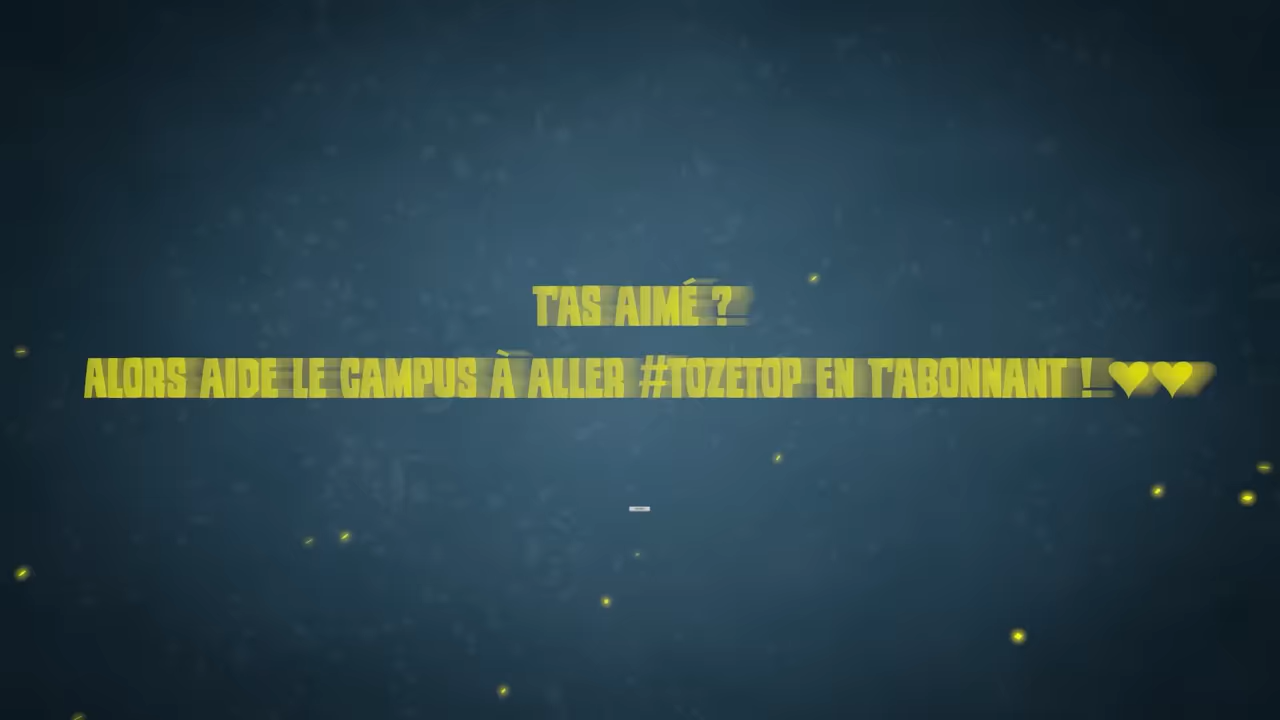 T'AS AIMÉ ?
ALORS AIDE LE CAMPUS À ALLER #TOZETOP EN T'ABONNANT ! ♥♥